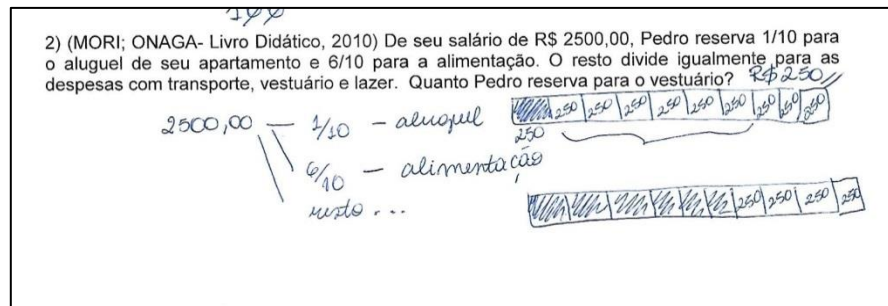 2) (MORI; ONAGA- Livro Didático, 2010) De seu salário de R$ 2500,00, Pedro reserva 1/10 para
o aluguel de seu apartamento e 6/10 para a alimentação. O resto divide igualmente para as
despesas com transporte, vestuário e lazer. Quanto Pedro reserva para o vestuário? R$250
2500,00 — 1/10 - aluguel 250 250 250 250 250 250 250 250 250
250
6/10 — alimentação
resto ... 250 250 250 250